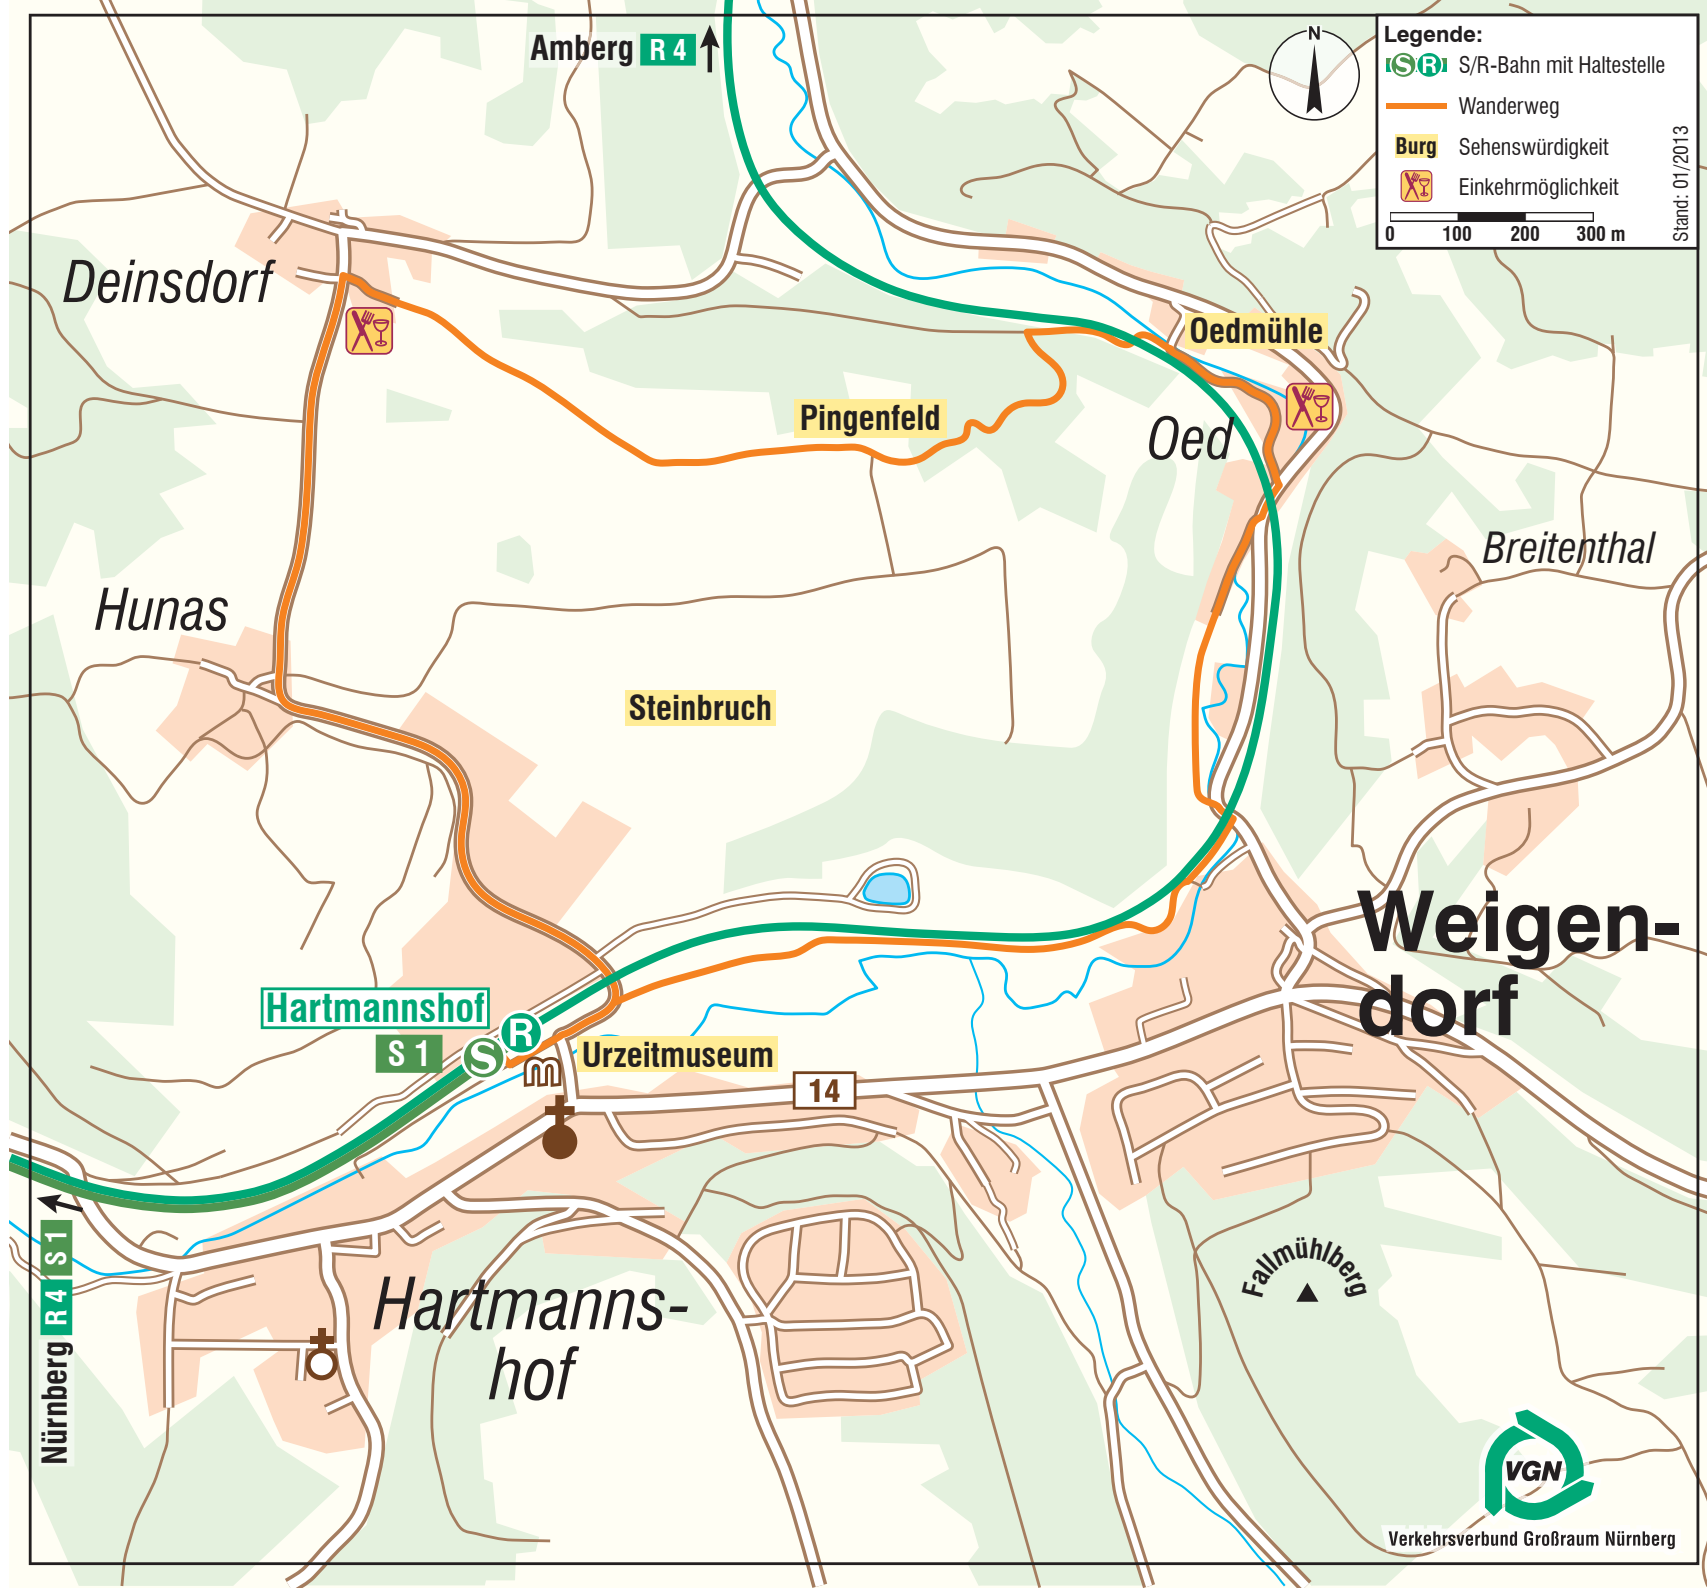 Amberg R 4
N
Legende:
S R S/R-Bahn mit Haltestelle
Wanderweg
Burg Sehenswürdigkeit
Einkehrmöglichkeit
0 100 200 300 m
Stand: 01/2013
Deinsdorf
Oedmühle
Pingenfeld
Oed
Breitenthal
Hunas
Steinbruch
Weigen-
dorf
Hartmannshof
R
S 1
S
Urzeitmuseum
m
14
Nürnberg R 4 S 1
Fallmühlberg
Hartmanns-
hof
VGN
Verkehrsverbund Großraum Nürnberg